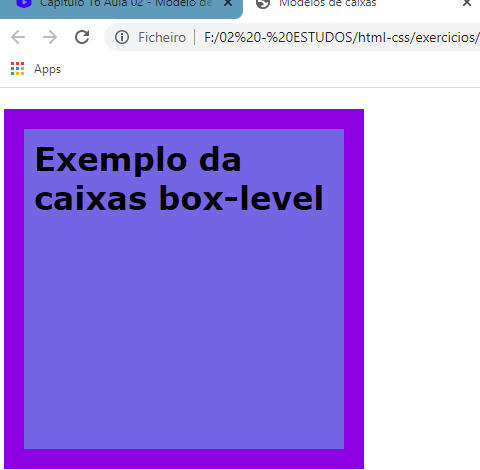 Capítulo 16 Aula 02 - Modelo de
Modelos de caixas
Ficheiro
F:/02%20-%20ESTUDOS/html-css/exercicios/
Apps
Exemplo da
caixas box-level